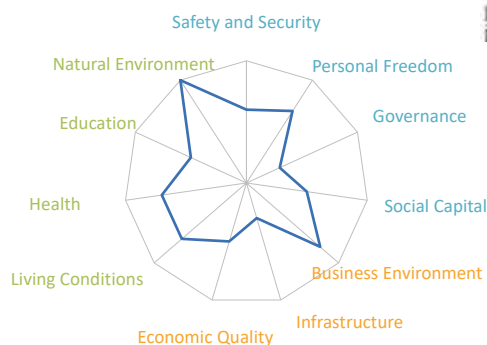 Safety and Security
Natural Environment
Personal Freedom
Education
Governance
Health
Social Capital
Living Conditions
Business Environment
Economic Quality
Infrastructure